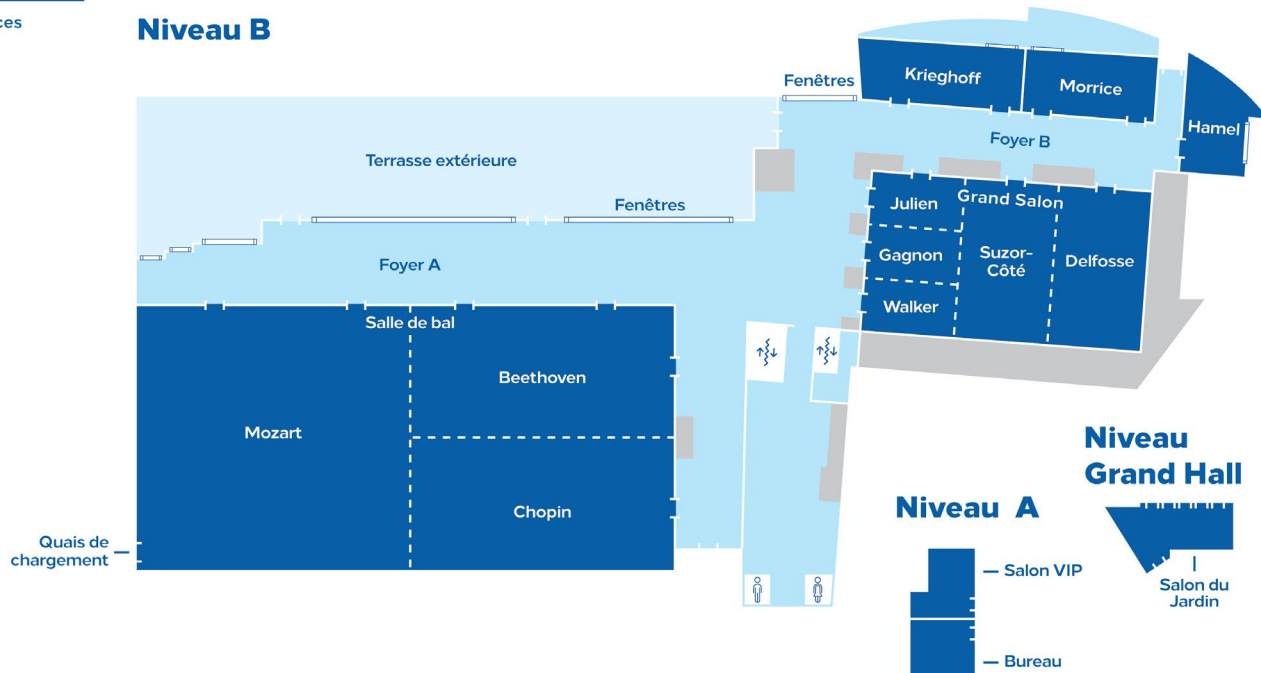 ces
Niveau B
Fenêtres
Krieghoff
Morrice
Hamel
Foyer B
Terrasse extérieure
Fenêtres
Julien
Grand Salon
Gagnon
Suzor-
Côté
Delfosse
Walker
Foyer A
Salle de bal
Beethoven
Mozart
Chopin
Quais de
chargement
Niveau A
Salon VIP
Bureau
Niveau
Grand Hall
Salon du
Jardin